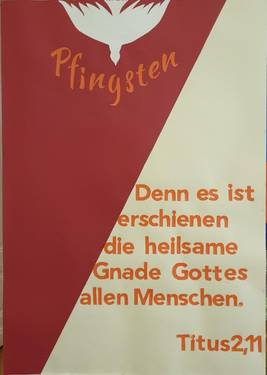 Pfingsten
Denn es ist
erschienen
die heilsame
Gnade Gottes
allen Menschen.
Titus2,11